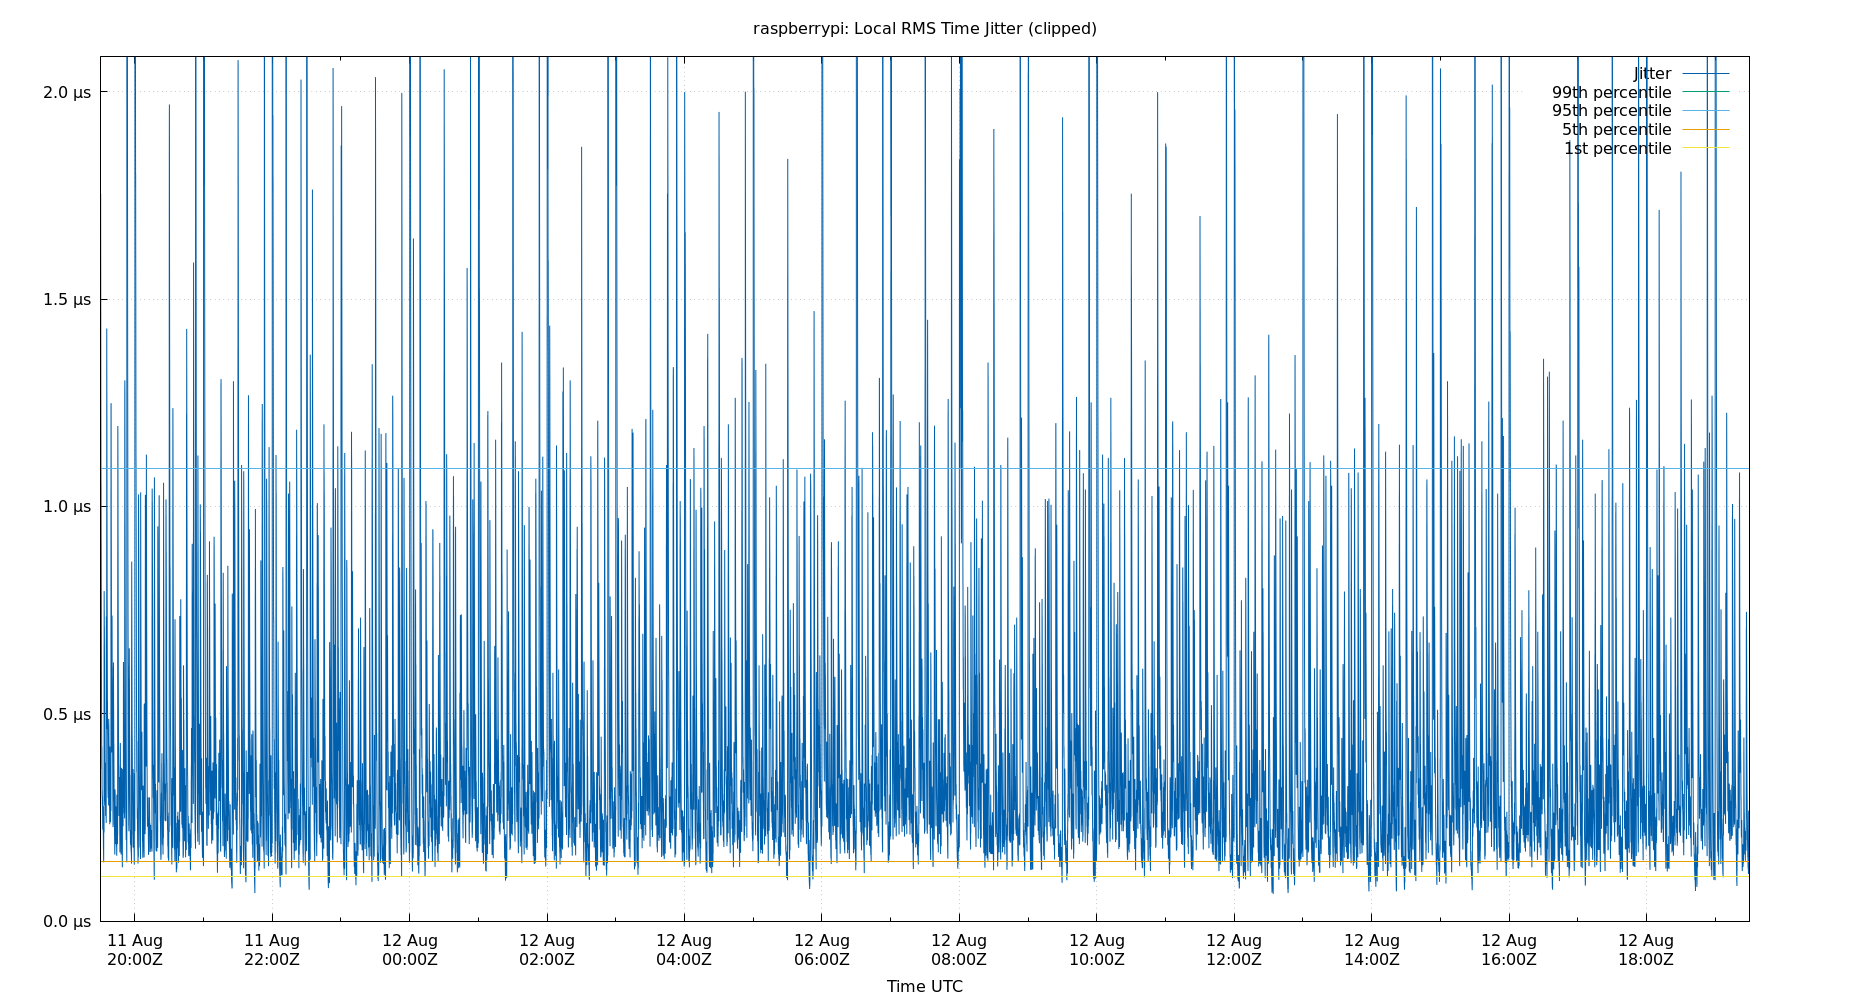 raspberrypi: Local RMS Time Jitter (clipped)
Jitter
99th percentile
95th percentile
5th percentile
1st percentile
2.0 µs
1.5 µs
1.0 µs
0.5 µs
0.0 µs
11 Aug 11 Aug 12 Aug 12 Aug 12 Aug 12 Aug 12 Aug 12 Aug 12 Aug 12 Aug 12 Aug 12 Aug
20:00Z 22:00Z 00:00Z 02:00Z 04:00Z 06:00Z 08:00Z 10:00Z 12:00Z 14:00Z 16:00Z 18:00Z
Time UTC